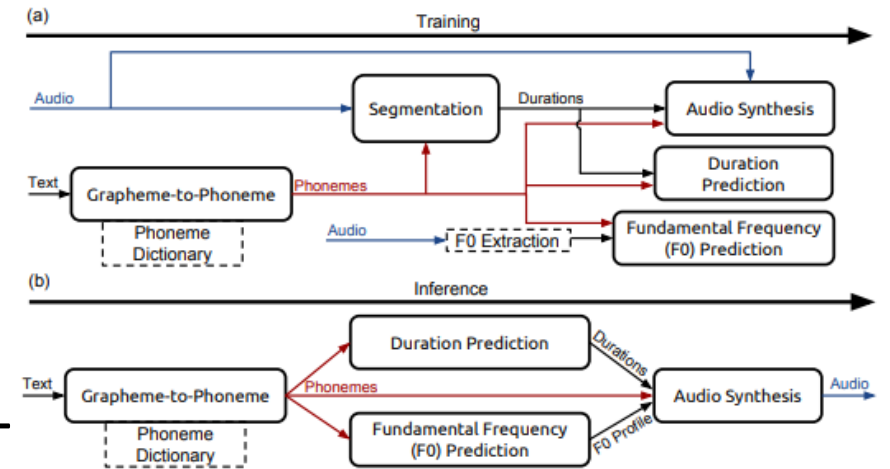 (a)
Training
Audio
Segmentation
Durations
Audio Synthesis
Text
Grapheme-to-Phoneme
Phonemes
Duration
Prediction
Phoneme
Dictionary
Audio
F0 Extraction
Fundamental Frequency
(F0) Prediction
(b)
Inference
Duration Prediction
Durations
Text
Grapheme-to-Phoneme
Phonemes
Audio Synthesis
Audio
Phoneme
Dictionary
Fundamental Frequency
(F0) Prediction
F0 Profile